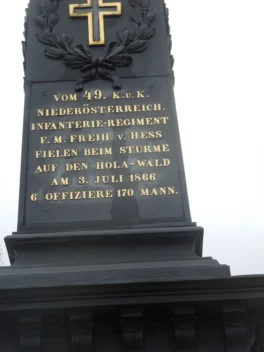 VOM 49. K.u.K.
NIEDERÖSTERREICH.
INFANTERIE-REGIMENT
F. M. FREIH v. HESS
FIELEN BEIM STURME
AUF DEN HOLA-WALD
AM 3. JULI 1866
6 OFFIZIERE 170 MANN.